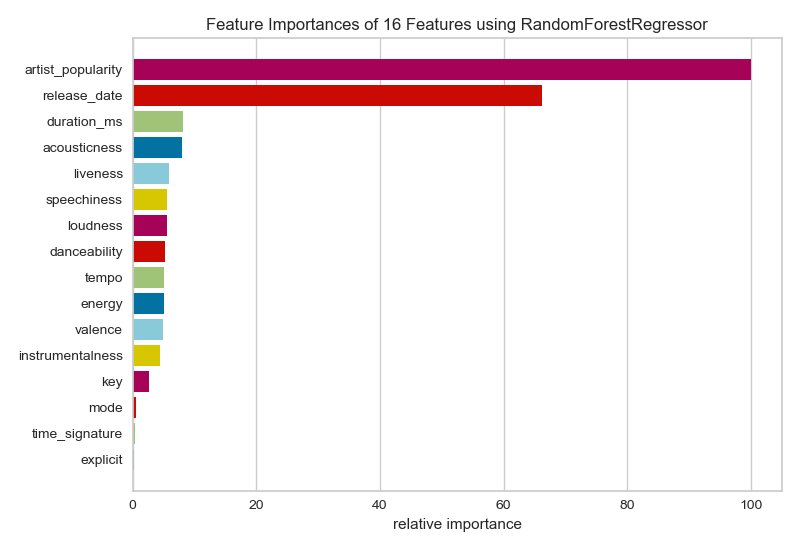 Feature Importances of 16 Features using RandomForestRegressor
artist_popularity
release_date
duration_ms
acousticness
liveness
speechiness
loudness
danceability
tempo
energy
valence
instrumentalness
key
mode
time_signature
explicit
0 20 40 60 80 100
relative importance